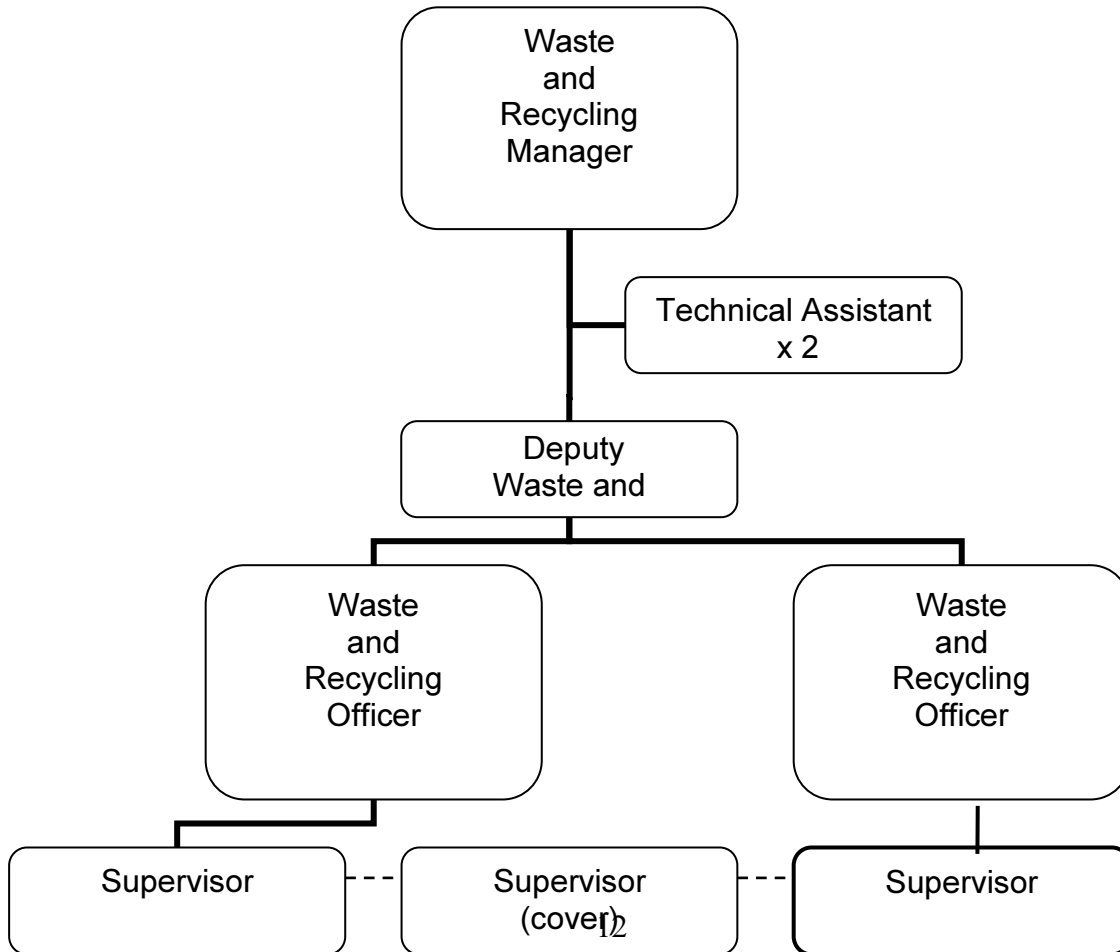 Waste
and
Recycling
Manager
Technical Assistant
x 2
Deputy
Waste and
Waste
and
Recycling
Officer
Waste
and
Recycling
Officer
Supervisor
Supervisor
(cover)
Supervisor
12